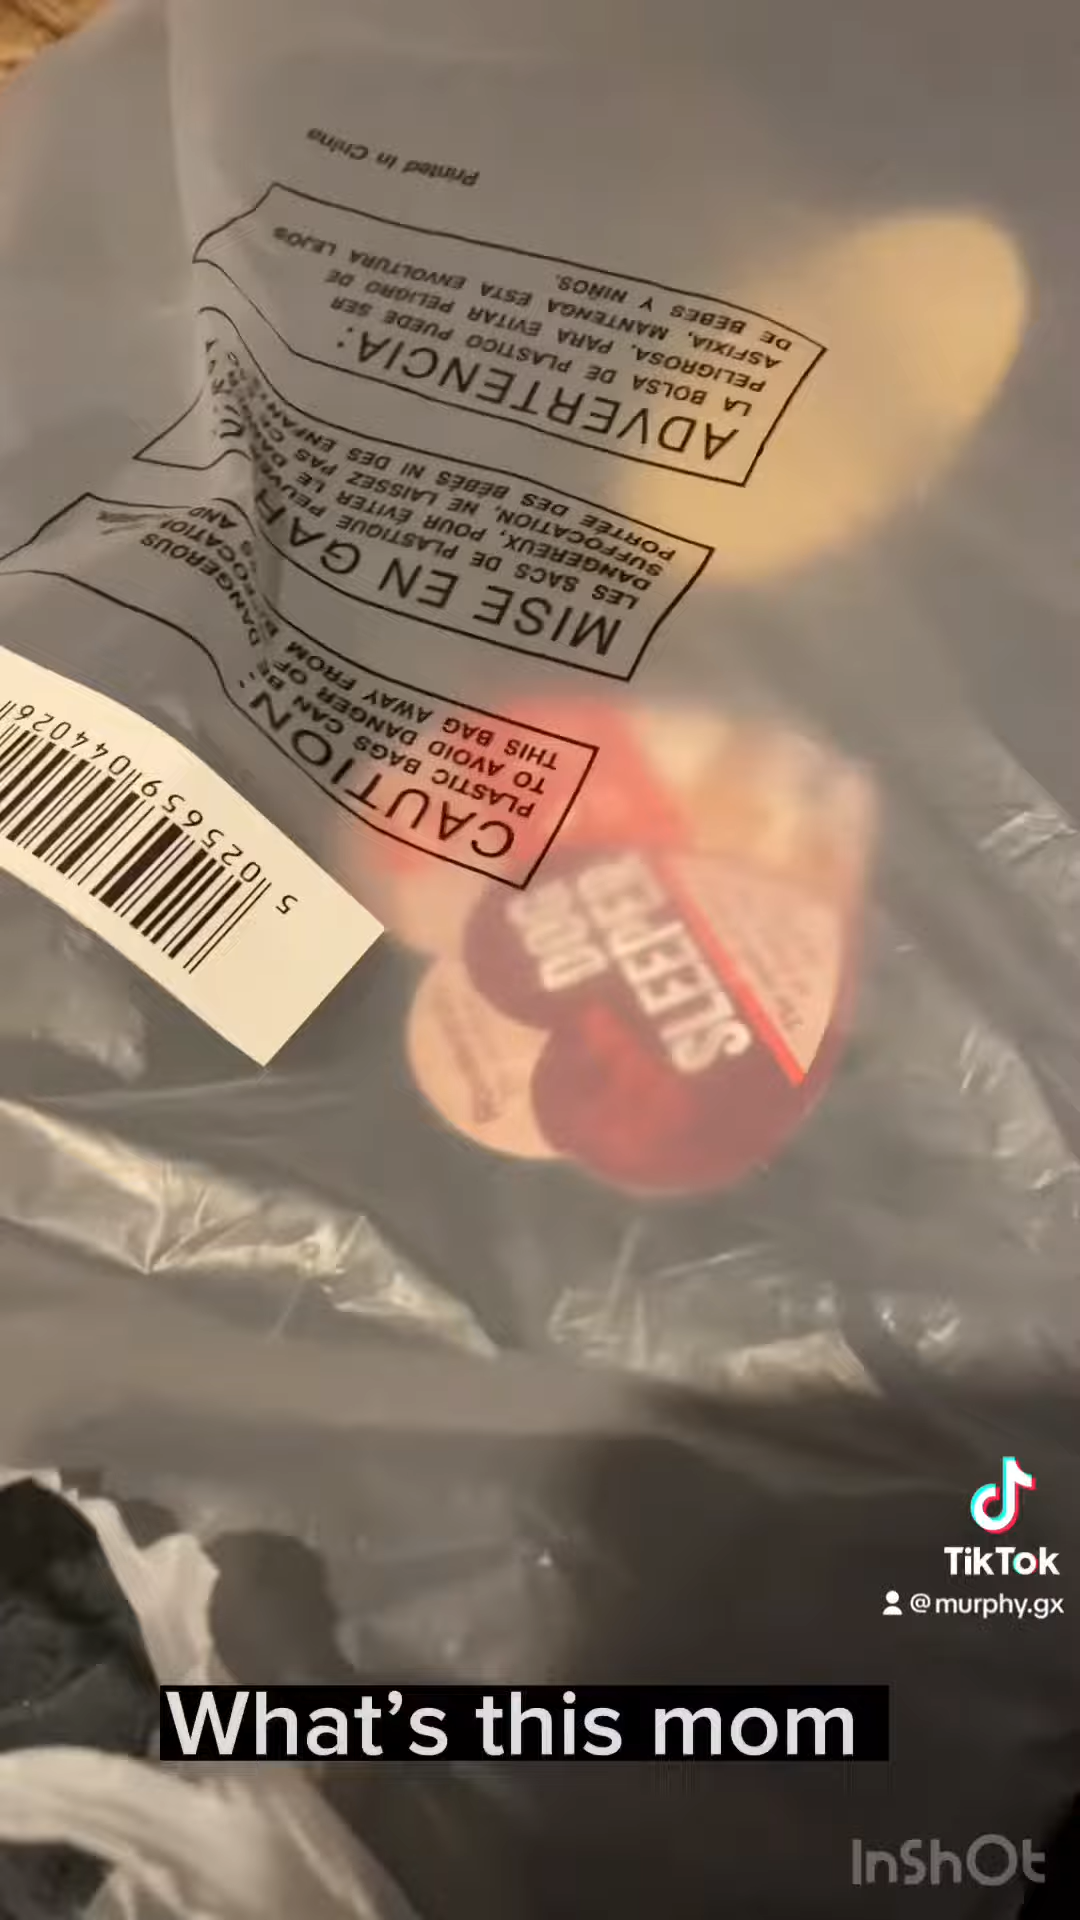 5 025659 044026
CAUTION:
PLASTIC BAGS CAN BE DANGEROUS
TO AVOID DANGER OF
THIS BAG AWAY FROM
MISE EN
LES SACS DE PLASTIQUE
DANGEREUX, POUR ÉVITER LE
SUFFOCATION, NE LAISSEZ PAS
PORTÉE DES BÉBÉS NI DES
ADVERTENCIA:
LA BOLSA DE PLASTICO PUEDE SER
PELIGROSA, PARA EVITAR PELIGRO DE
ASFIXIA, MANTENGA ESTA ENVOLTURA LEJOS
DE BEBES Y NIÑOS.
Printed in China
DOG
SLEEPER
TikTok
@murphy.gx
What's this mom
InShOt